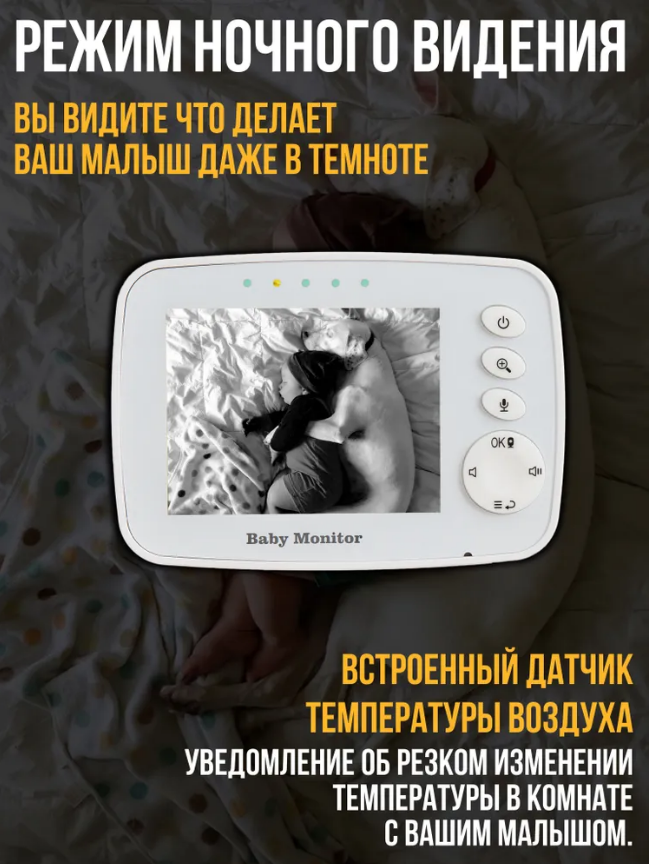 РЕЖИМ НОЧНОГО ВИДЕНИЯ
ВЫ ВИДИТЕ ЧТО ДЕЛАЕТ
ВАШ МАЛЫШ ДАЖЕ В ТЕМНОТЕ
OK
Baby Monitor
ВСТРОЕННЫЙ ДАТЧИК
ТЕМПЕРАТУРЫ ВОЗДУХА
УВЕДОМЛЕНИЕ ОБ РЕЗКОМ ИЗМЕНЕНИИ
ТЕМПЕРАТУРЫ В КОМНАТЕ
С ВАШИМ МАЛЫШОМ.